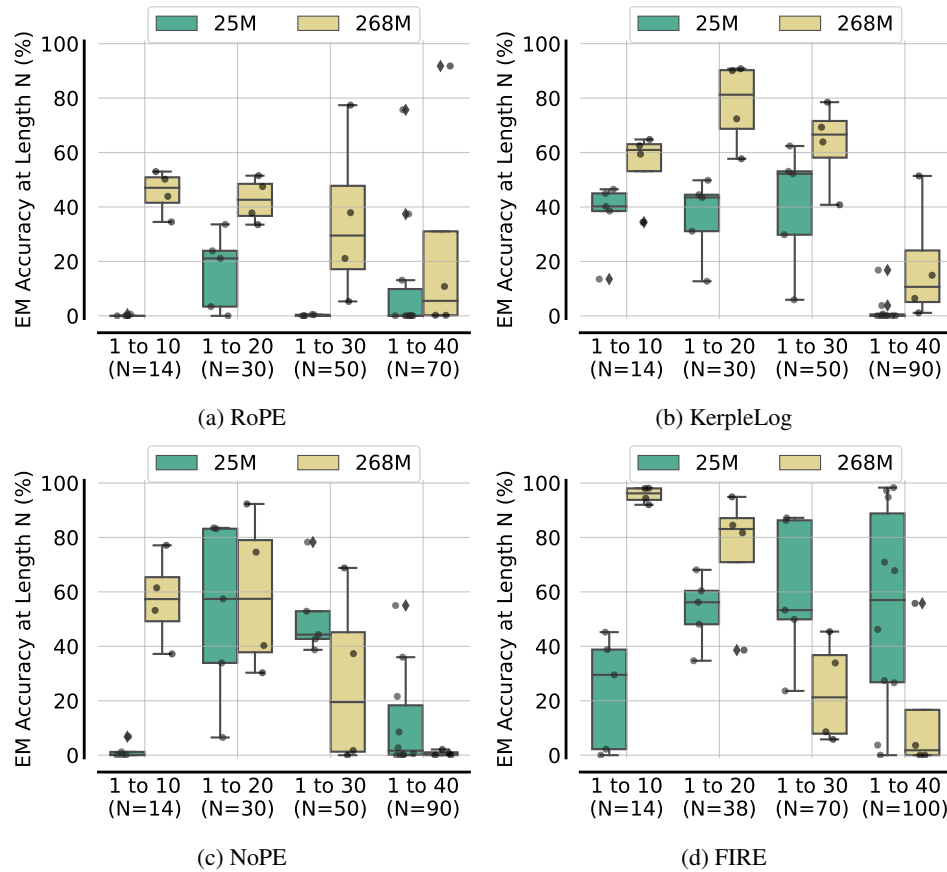 25M 268M
EM Accuracy at Length N (%)
100
80
60
40
20
0
1 to 10 1 to 20 1 to 30 1 to 40
(N=14) (N=30) (N=50) (N=70)
(a) RoPE
25M 268M
EM Accuracy at Length N (%)
100
80
60
40
20
0
1 to 10 1 to 20 1 to 30 1 to 40
(N=14) (N=30) (N=50) (N=90)
(b) KerpleLog
25M 268M
EM Accuracy at Length N (%)
100
80
60
40
20
0
1 to 10 1 to 20 1 to 30 1 to 40
(N=14) (N=30) (N=50) (N=90)
(c) NoPE
25M 268M
EM Accuracy at Length N (%)
100
80
60
40
20
0
1 to 10 1 to 20 1 to 30 1 to 40
(N=14) (N=38) (N=70) (N=100)
(d) FIRE